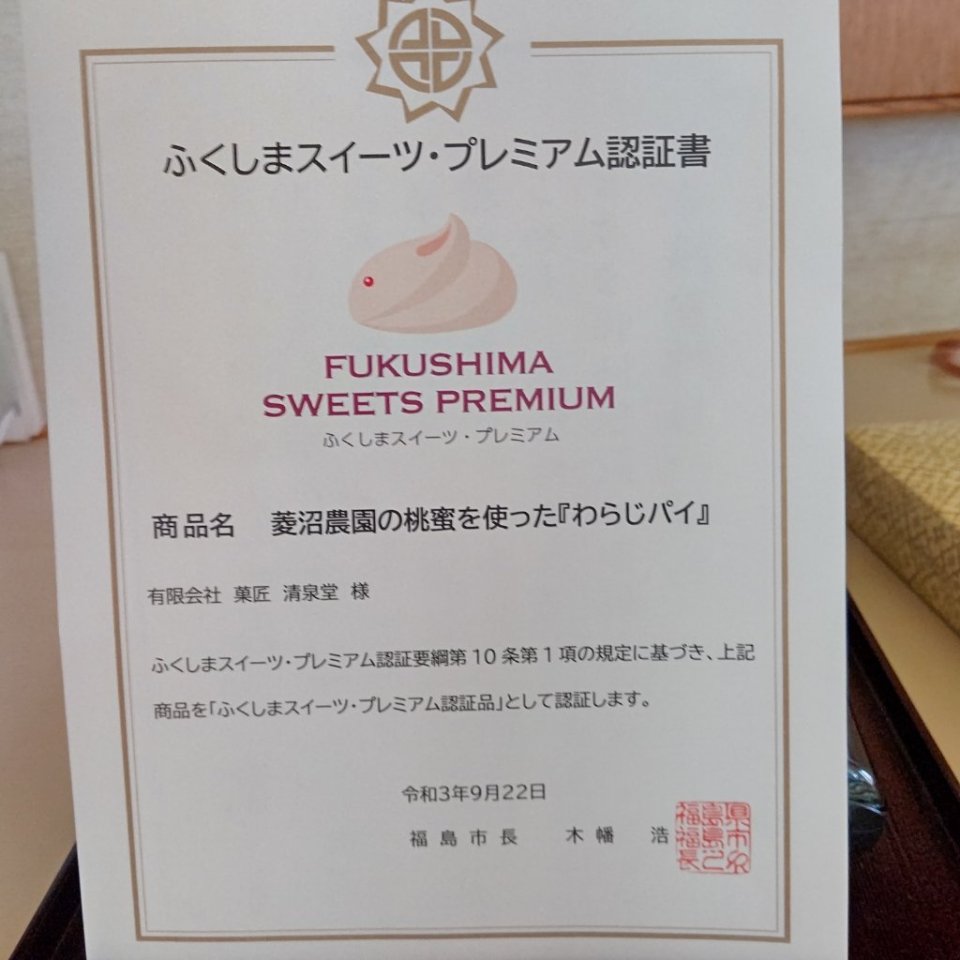 ふくしまスイーツ・プレミアム認証書
FUKUSHIMA
SWEETS PREMIUM
ふくしまスイーツ・プレミアム
商品名 菱沼農園の桃蜜を使った『わらじパイ』
有限会社 菓匠 清泉堂 様
ふくしまスイーツ・プレミアム認証要綱第10条第1項の規定に基づき、上記
商品を「ふくしまスイーツ・プレミアム認証品」として認証します。
令和3年9月22日
福島市長 木幡 浩